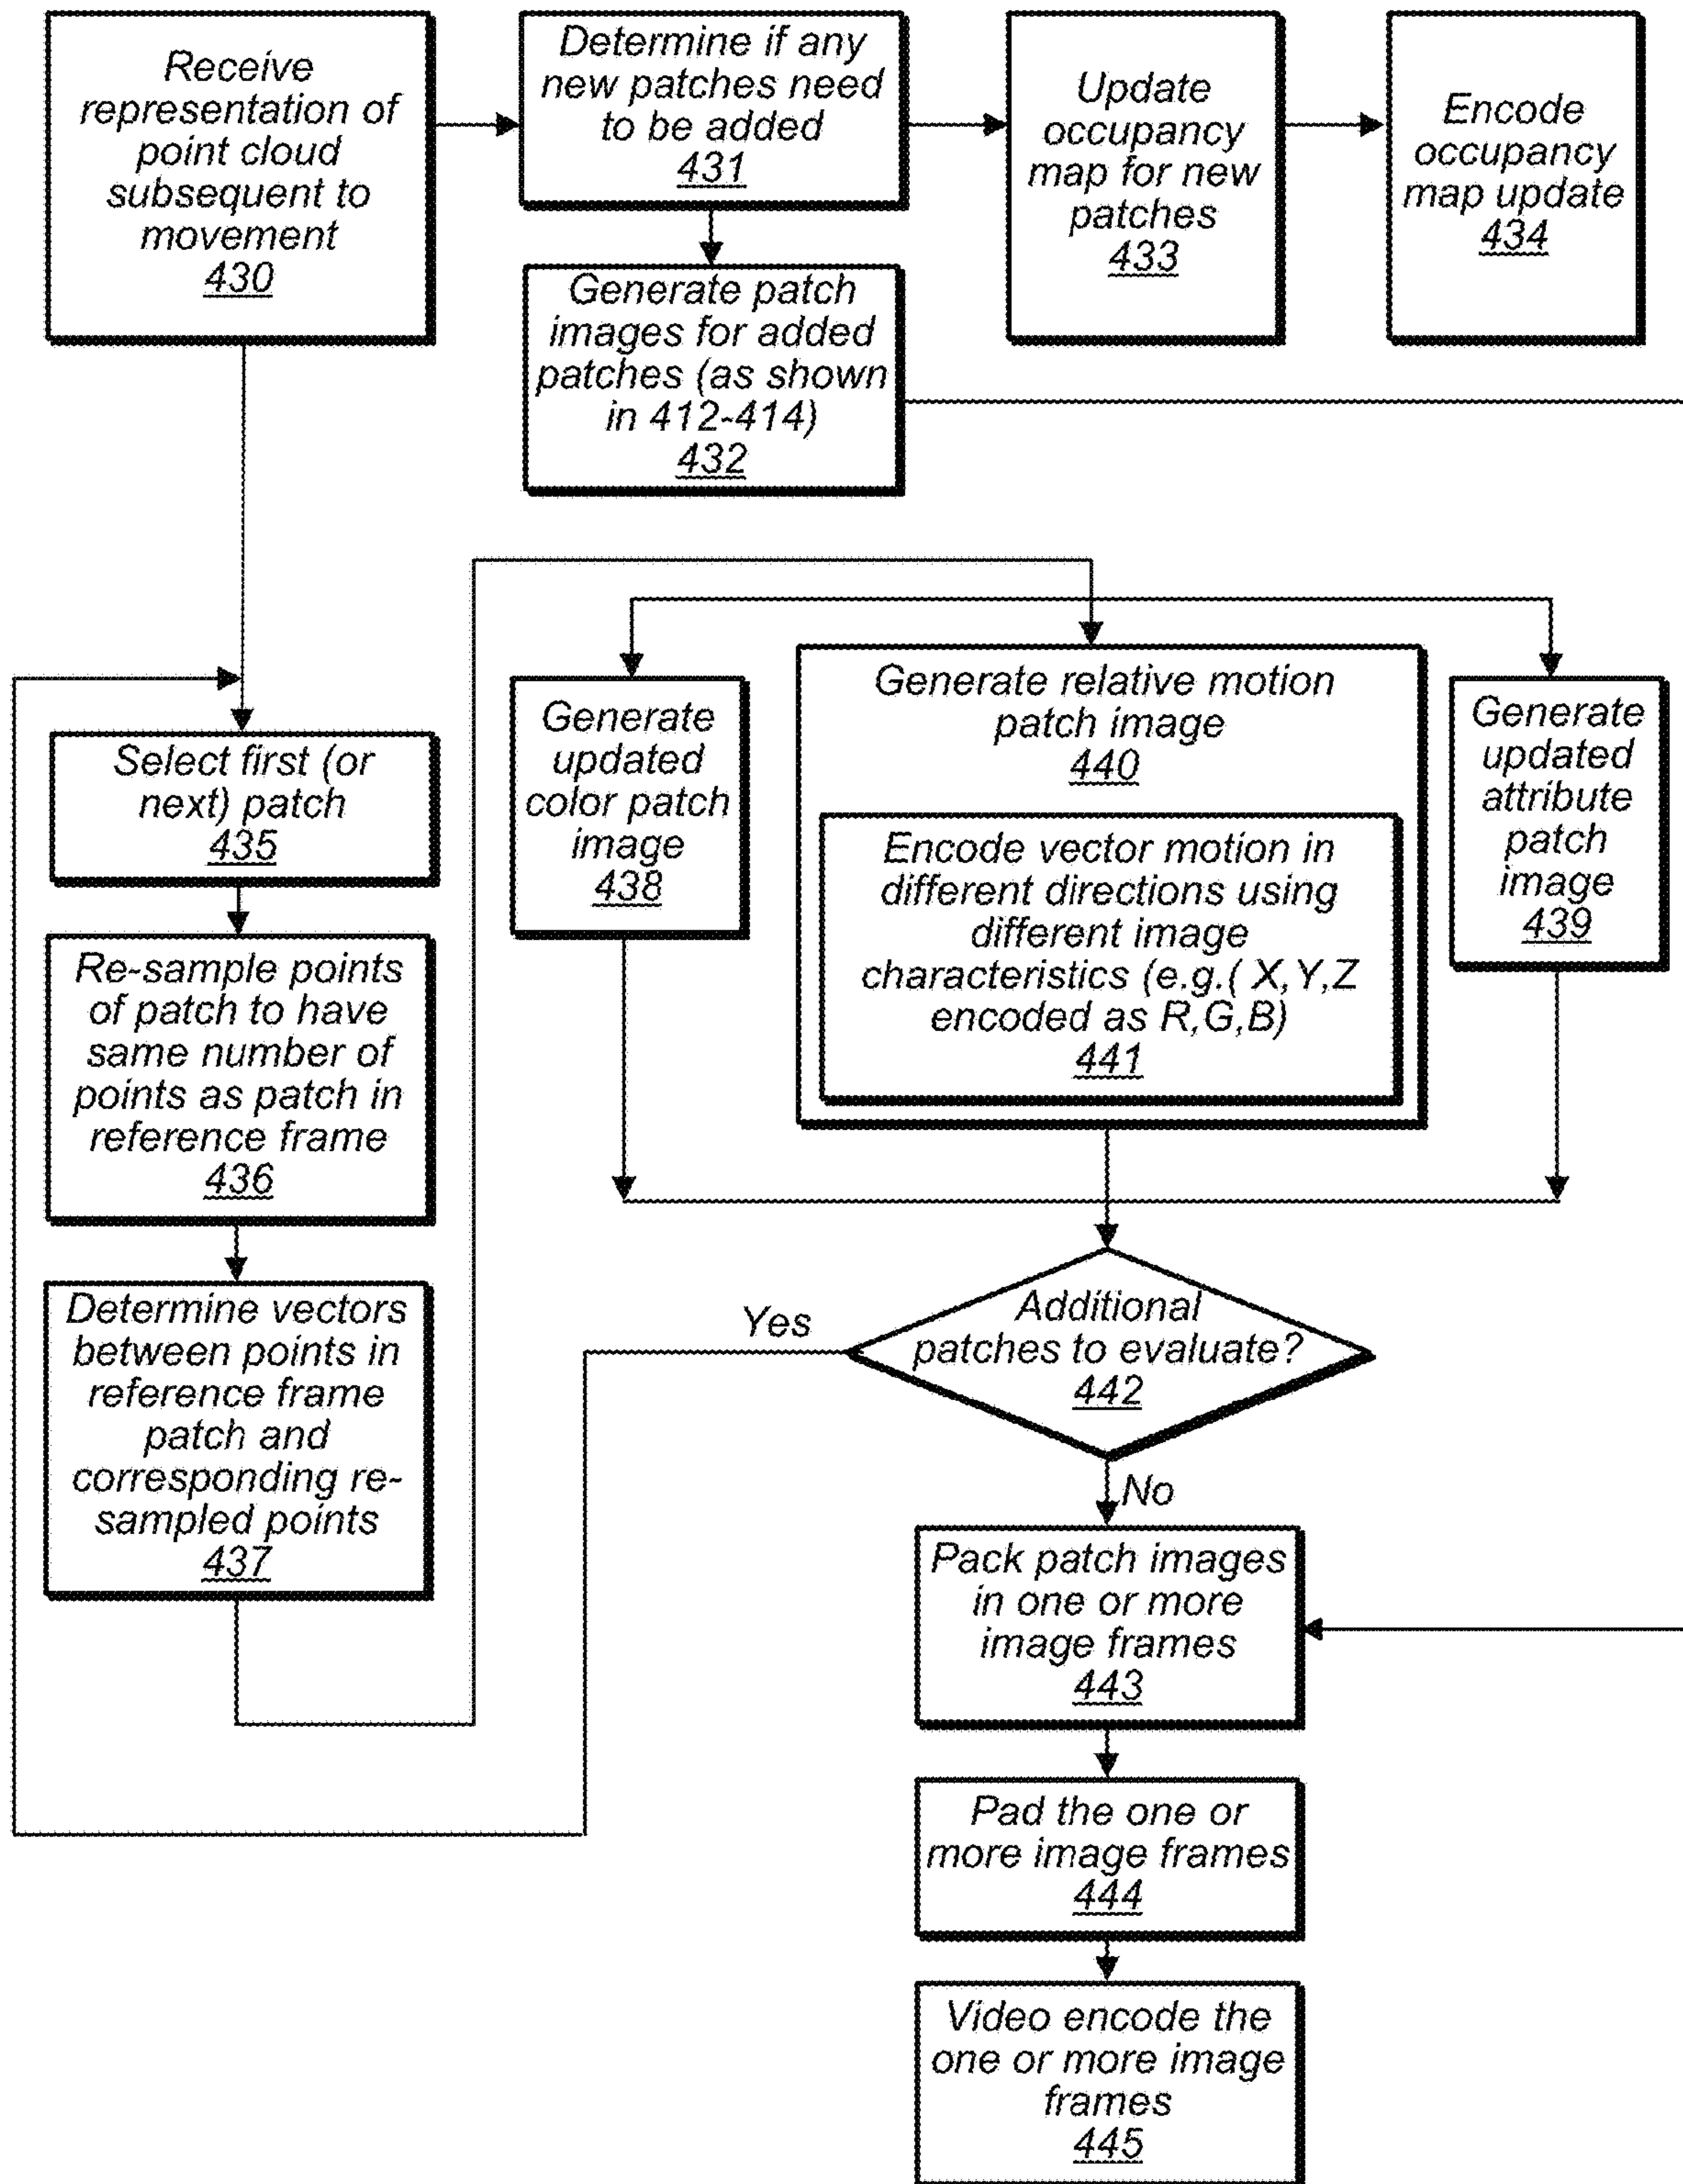 Receive
representation of
point cloud
subsequent to
movement
430
Determine if any
new patches need
to be added
431
Update
occupancy
map for new
patches
433
Encode
occupancy
map update
434
Generate patch
images for added
patches (as shown
in 412-414)
432
Select first (or
next) patch
435
Re-sample points
of patch to have
same number of
points as patch in
reference frame
436
Determine vectors
between points in
reference frame
patch and
corresponding re-
sampled points
437
Generate
updated
color patch
image
438
Generate relative motion
patch image
440
Encode vector motion in
different directions using
different image
characteristics (e.g.( X,Y,Z
encoded as R,G,B)
441
Generate
updated
attribute
patch
image
439
Additional
patches to evaluate?
442
Yes
No
Pack patch images
in one or more
image frames
443
Pad the one or
more image frames
444
Video encode the
one or more image
frames
445